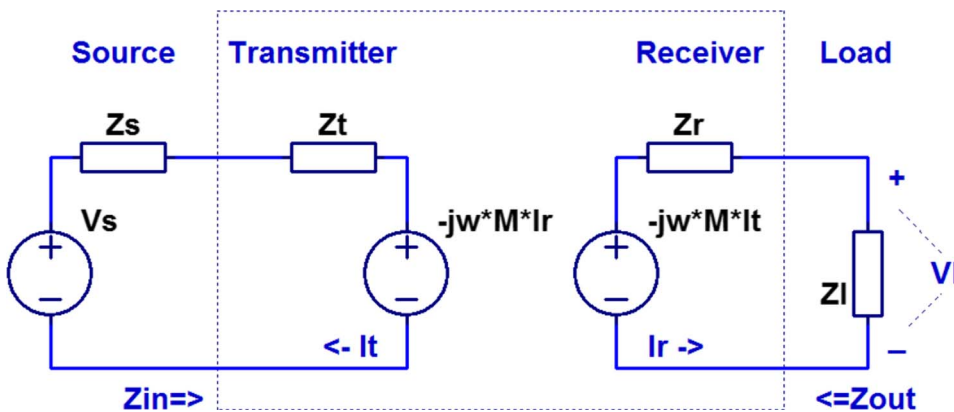 Source Transmitter Receiver Load
Zs Zt Zr
+
Vs -jw*M*Ir -jw*M*It
+ + +
Vl
Zl
− − −
<- It Ir -> −
Zin=> <=Zout